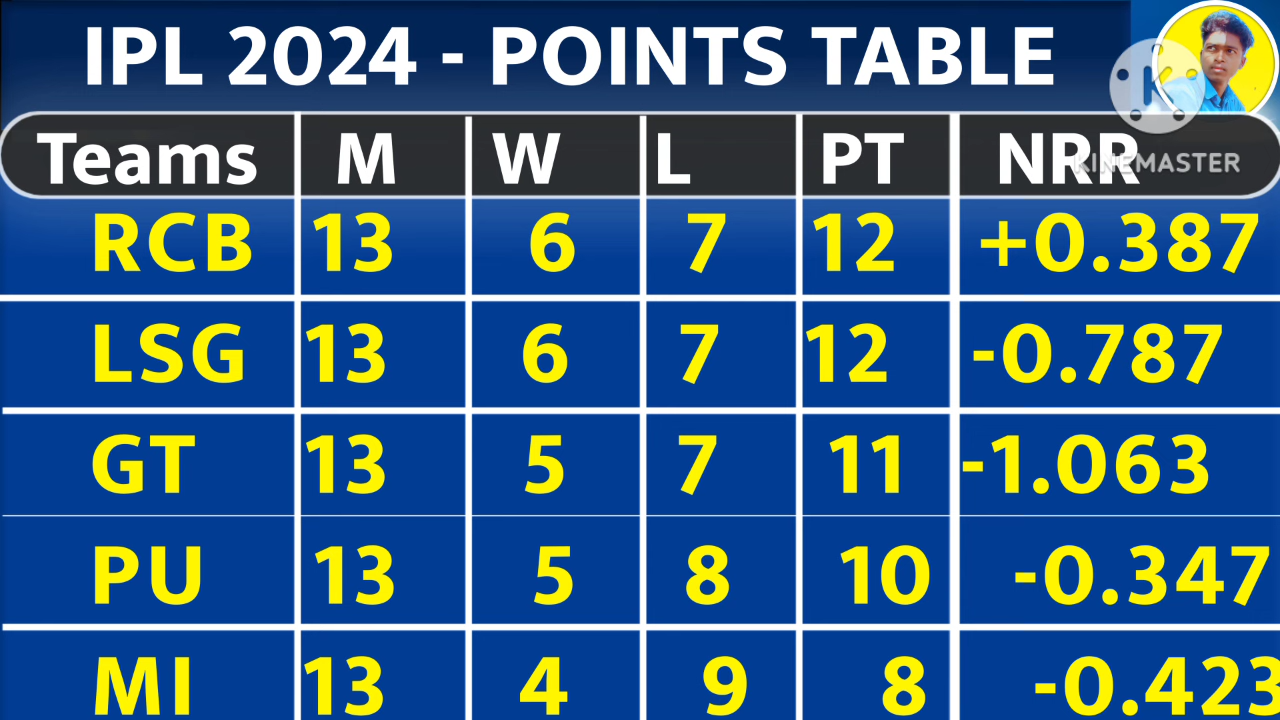 IPL 2024 - POINTS TABLE
K
KINEMASTER
Teams M W L PT NRR
RCB 13 6 7 12 +0.387
LSG 13 6 7 12 -0.787
GT 13 5 7 11 -1.063
PU 13 5 8 10 -0.347
MI 13 4 9 8 -0.423